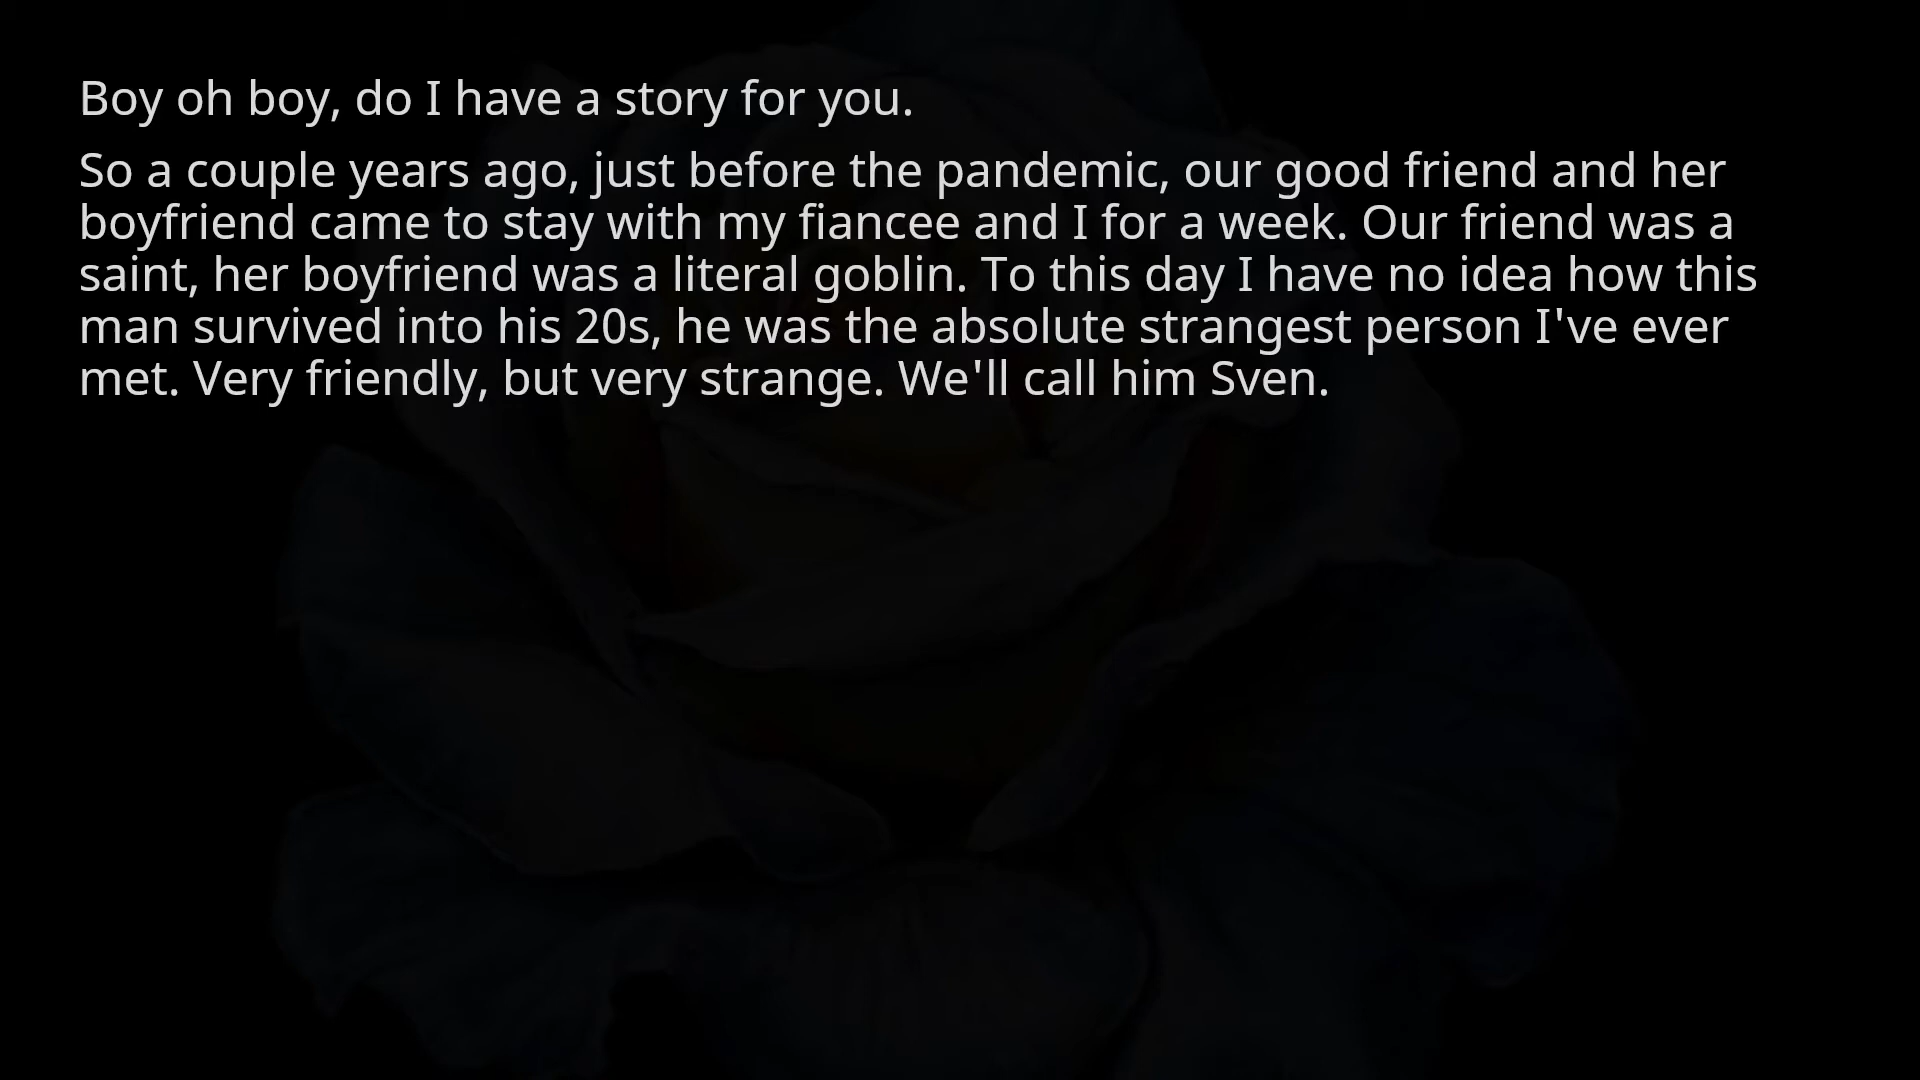 Boy oh boy, do I have a story for you.
So a couple years ago, just before the pandemic, our good friend and her
boyfriend came to stay with my fiancee and I for a week. Our friend was a
saint, her boyfriend was a literal goblin. To this day I have no idea how this
man survived into his 20s, he was the absolute strangest person I've ever
met. Very friendly, but very strange. We'll call him Sven.